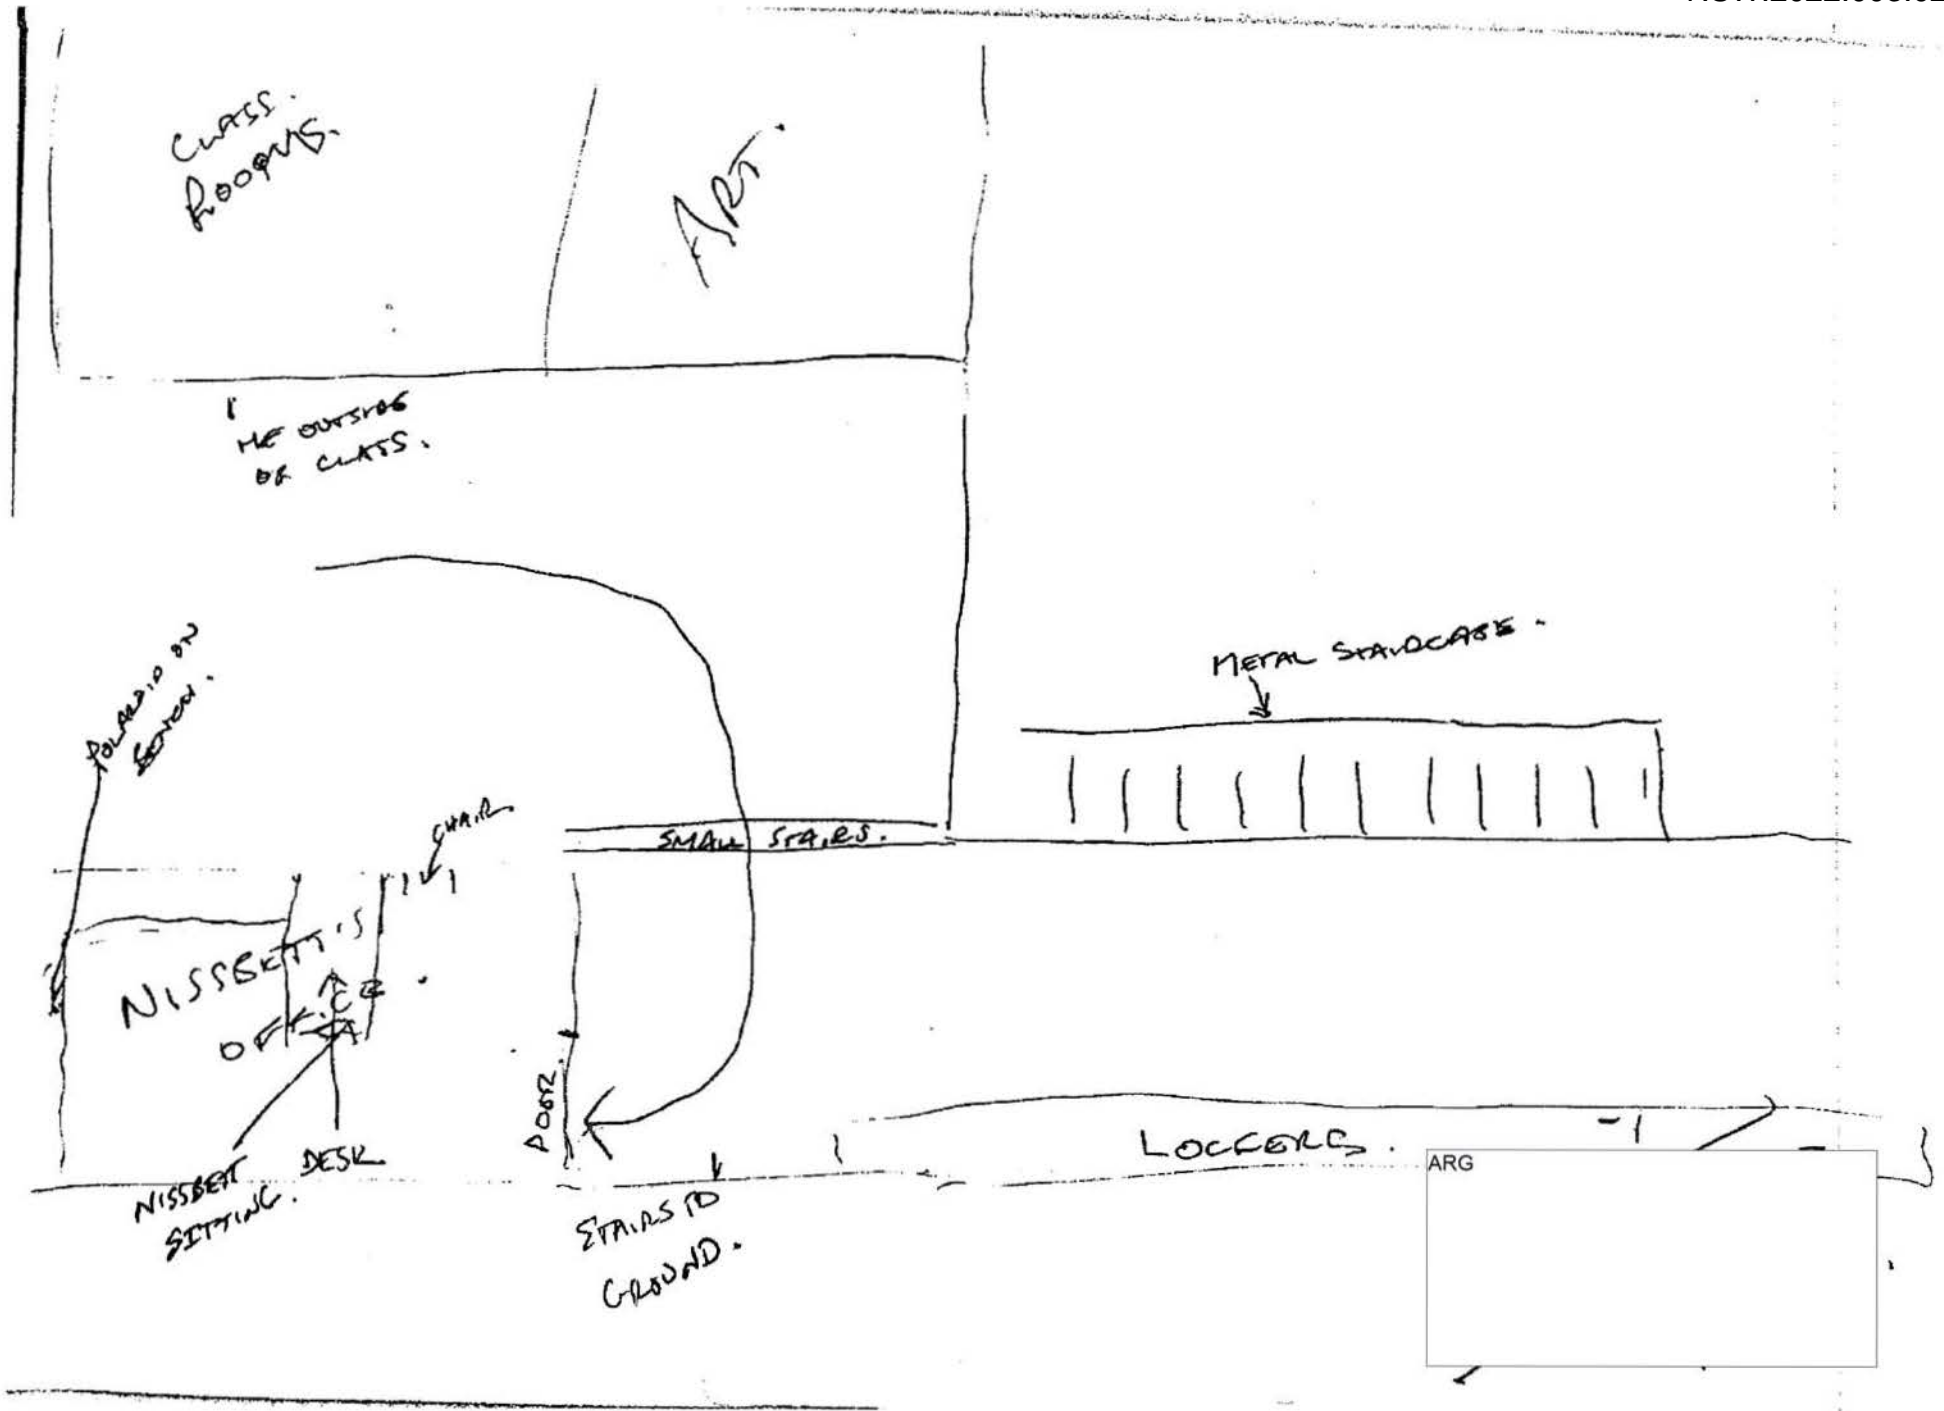 CLASS.
ROOMS.
ART.
ME OUTSIDE
OF CLASS.
POLAROID ON
METAL STAIRCASE.
CHAIR
SMALL STAIRS.
NISSBETT'S
OFFICE.
DOOR.
LOCKERS.
ARG
NISSBETT
SITTING.
DESK
STAIRS TO
GROUND.